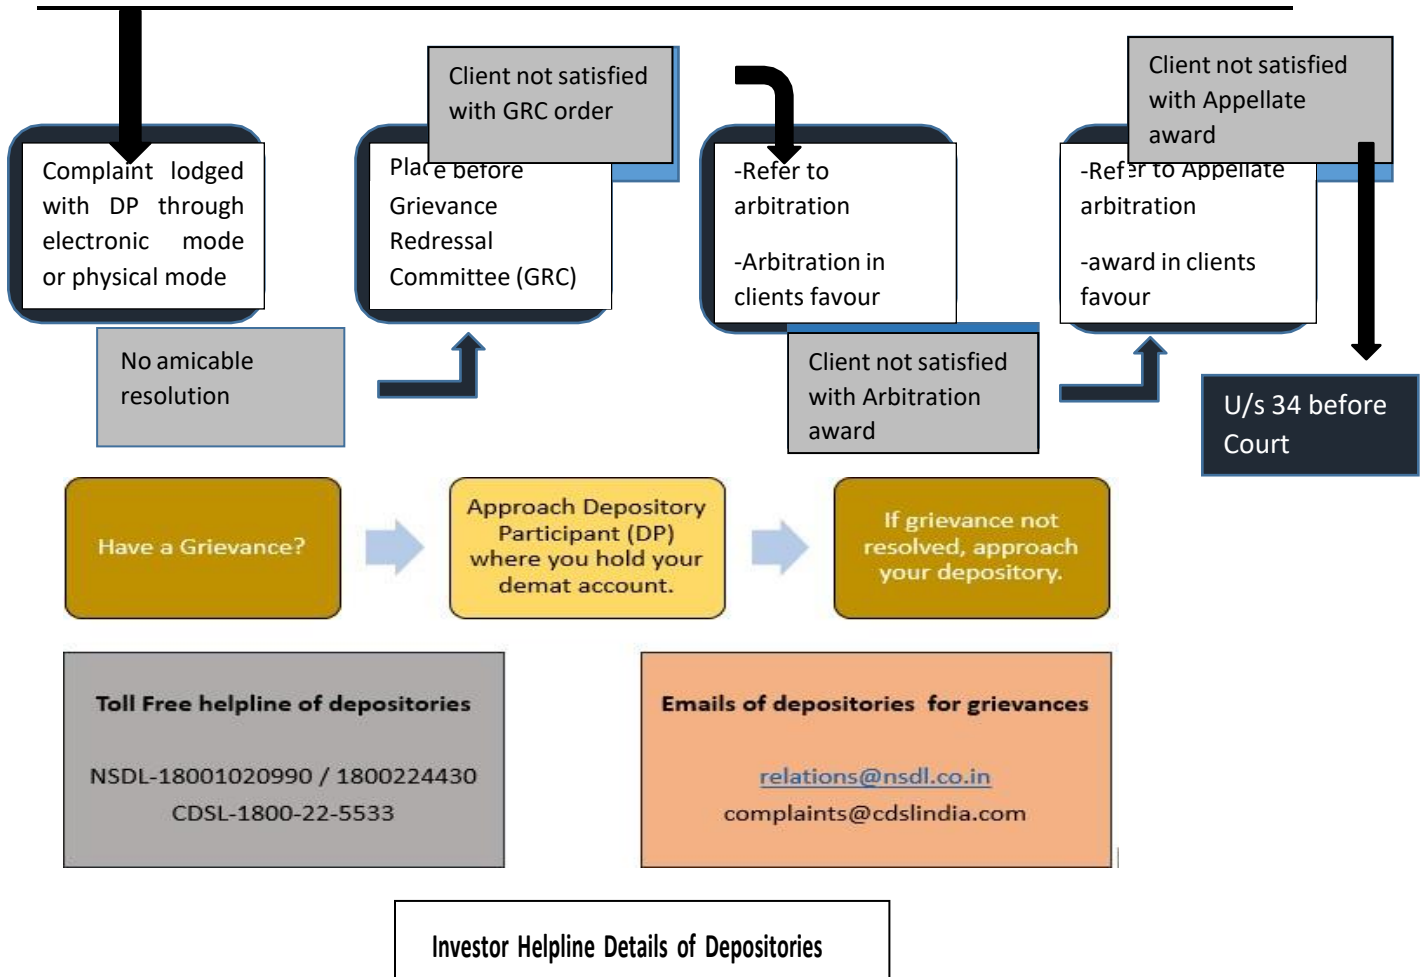 Client not satisfied
with GRC order
Client not satisfied
with Appellate
award
Complaint lodged
with DP through
electronic mode
or physical mode
Place before
Grievance
Redressal
Committee (GRC)
-Refer to
arbitration
-Arbitration in
clients favour
-Refer to Appellate
arbitration
-award in clients
favour
No amicable
resolution
Client not satisfied
with Arbitration
award
U/s 34 before
Court
Have a Grievance?
Approach Depository
Participant (DP)
where you hold your
demat account.
If grievance not
resolved, approach
your depository.
Toll Free helpline of depositories
NSDL-18001020990 / 1800224430
CDSL-1800-22-5533
Emails of depositories for grievances
relations@nsdl.co.in
complaints@cdslindia.com
Investor Helpline Details of Depositories